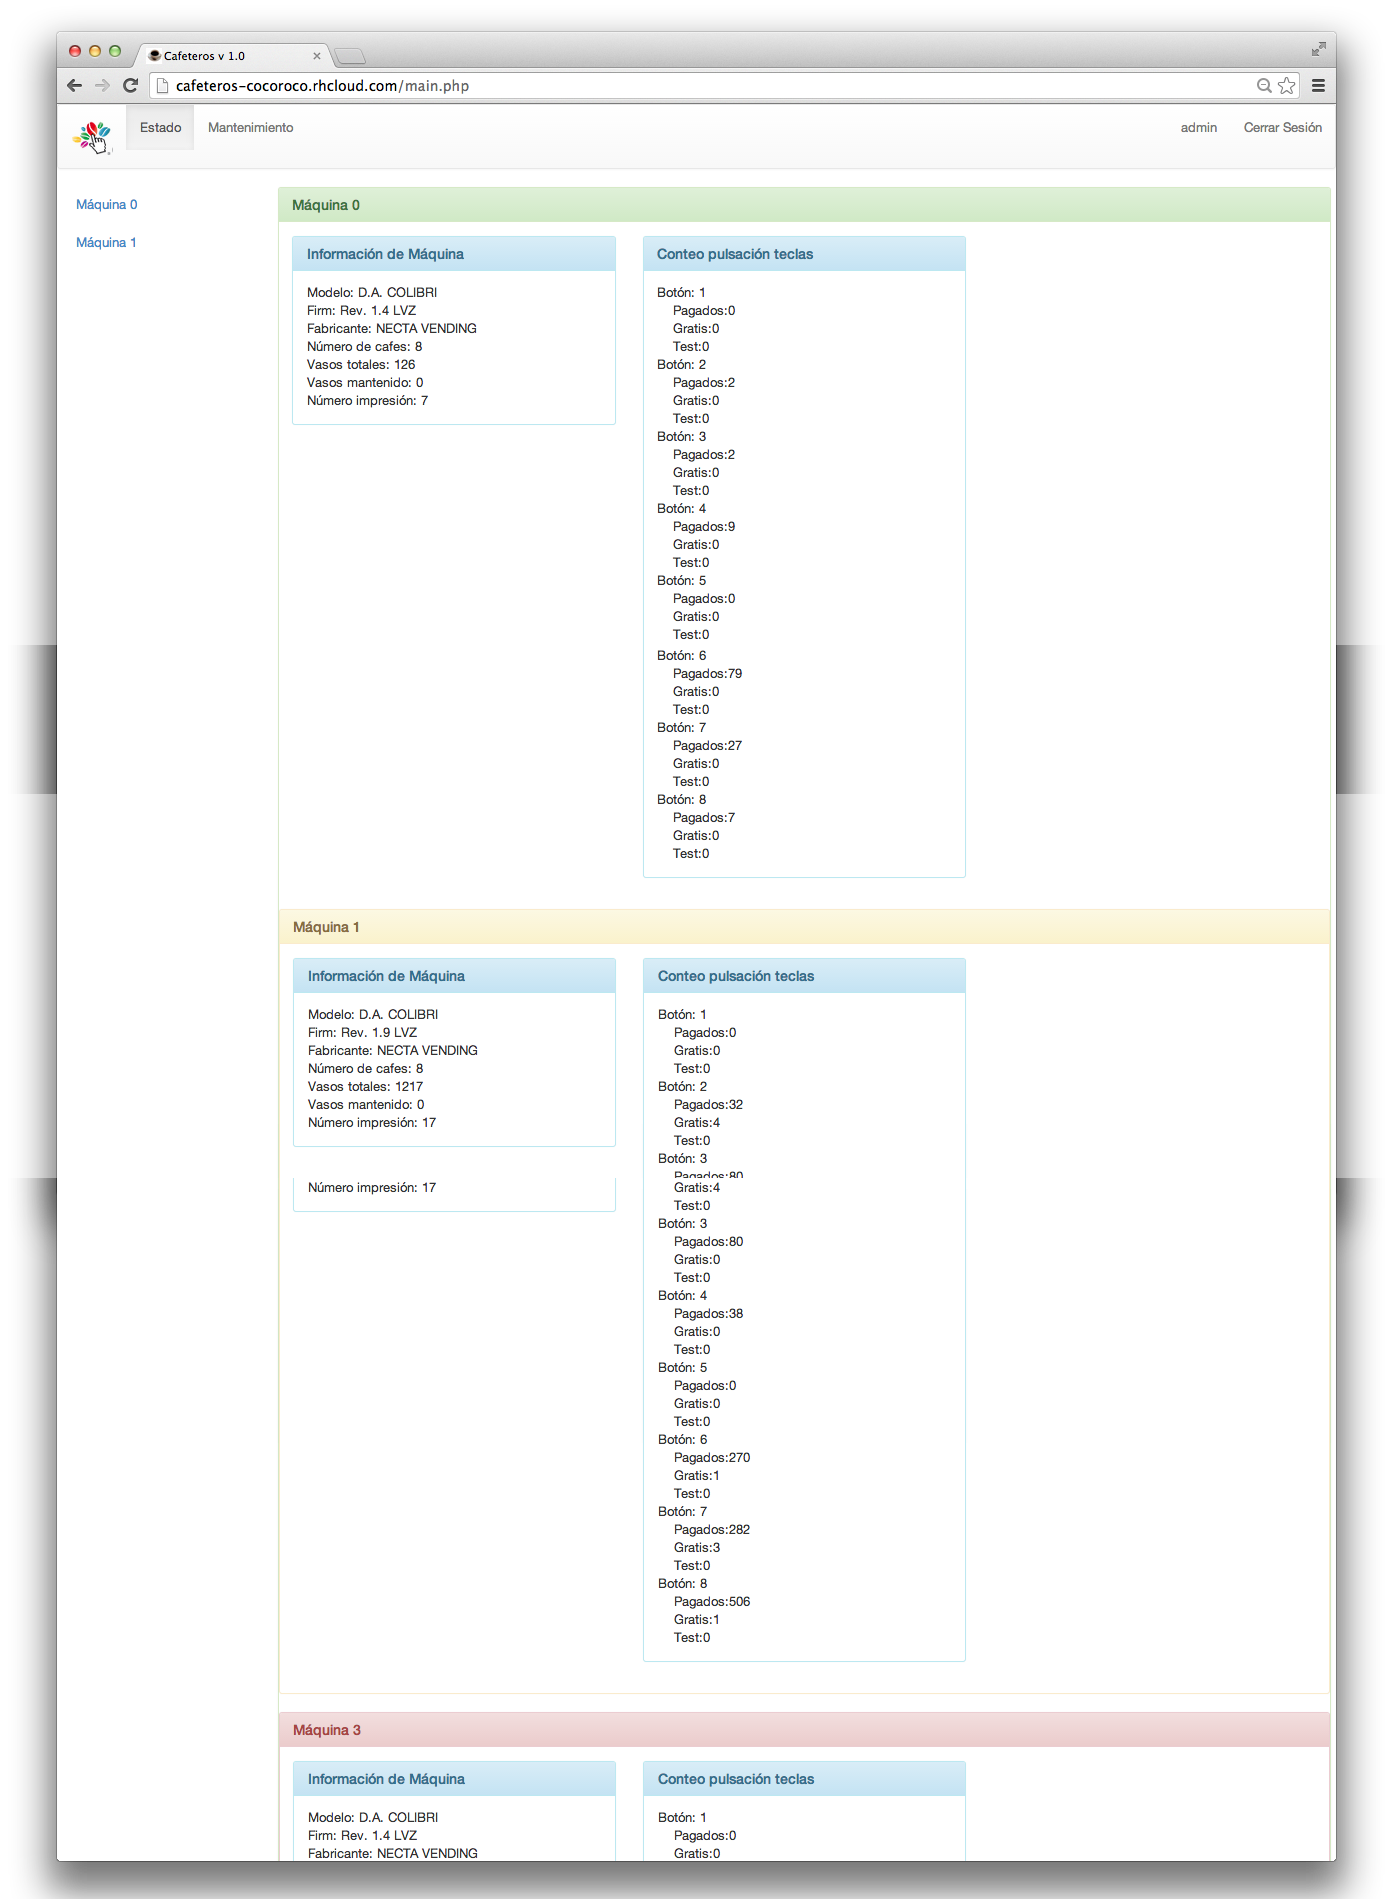 Cafeteros v 1.0
cafeteros-cocoroco.rhcloud.com/main.php
Estado
Mantenimiento
admin
Cerrar Sesión
Máquina 0
Máquina 1
Máquina 0
Información de Máquina
Modelo: D.A. COLIBRI
Firm: Rev. 1.4 LVZ
Fabricante: NECTA VENDING
Número de cafes: 8
Vasos totales: 126
Vasos mantenido: 0
Número impresión: 7
Conteo pulsación teclas
Botón: 1
Pagados:0
Gratis:0
Test:0
Botón: 2
Pagados:2
Gratis:0
Test:0
Botón: 3
Pagados:2
Gratis:0
Test:0
Botón: 4
Pagados:9
Gratis:0
Test:0
Botón: 5
Pagados:0
Gratis:0
Test:0
Botón: 6
Pagados:79
Gratis:0
Test:0
Botón: 7
Pagados:27
Gratis:0
Test:0
Botón: 8
Pagados:7
Gratis:0
Test:0
Máquina 1
Información de Máquina
Modelo: D.A. COLIBRI
Firm: Rev. 1.9 LVZ
Fabricante: NECTA VENDING
Número de cafes: 8
Vasos totales: 1217
Vasos mantenido: 0
Número impresión: 17
Número impresión: 17
Conteo pulsación teclas
Botón: 1
Pagados:0
Gratis:0
Test:0
Botón: 2
Pagados:32
Gratis:4
Test:0
Botón: 3
Pagados:80
Gratis:4
Test:0
Botón: 3
Pagados:80
Gratis:0
Test:0
Botón: 4
Pagados:38
Gratis:0
Test:0
Botón: 5
Pagados:0
Gratis:0
Test:0
Botón: 6
Pagados:270
Gratis:1
Test:0
Botón: 7
Pagados:282
Gratis:3
Test:0
Botón: 8
Pagados:506
Gratis:1
Test:0
Máquina 3
Información de Máquina
Modelo: D.A. COLIBRI
Firm: Rev. 1.4 LVZ
Fabricante: NECTA VENDING
Conteo pulsación teclas
Botón: 1
Pagados:0
Gratis:0